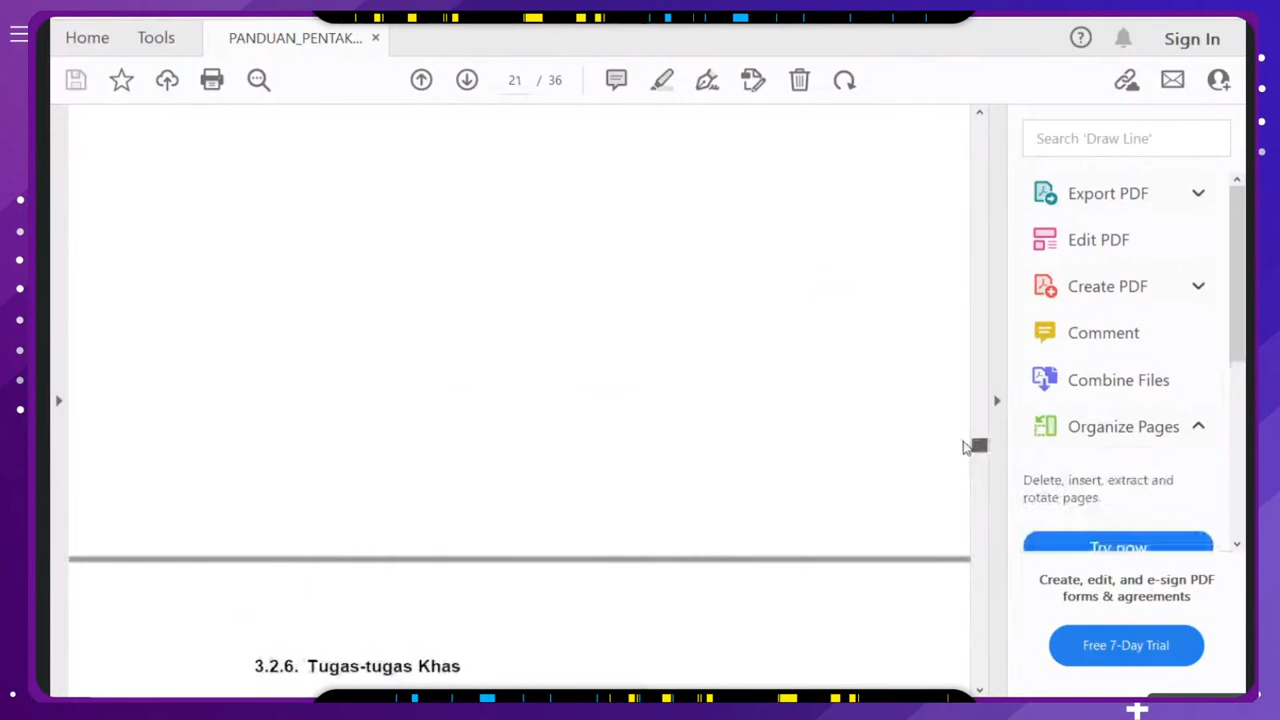 Home Tools PANDUAN_PENTAK... × Sign In
21 / 36
Search 'Draw Line'
Export PDF
Edit PDF
Create PDF
Comment
Combine Files
Organize Pages
Delete, insert, extract and
rotate pages.
Try now
Create, edit, and e-sign PDF
forms & agreements
Free 7-Day Trial
3.2.6. Tugas-tugas Khas